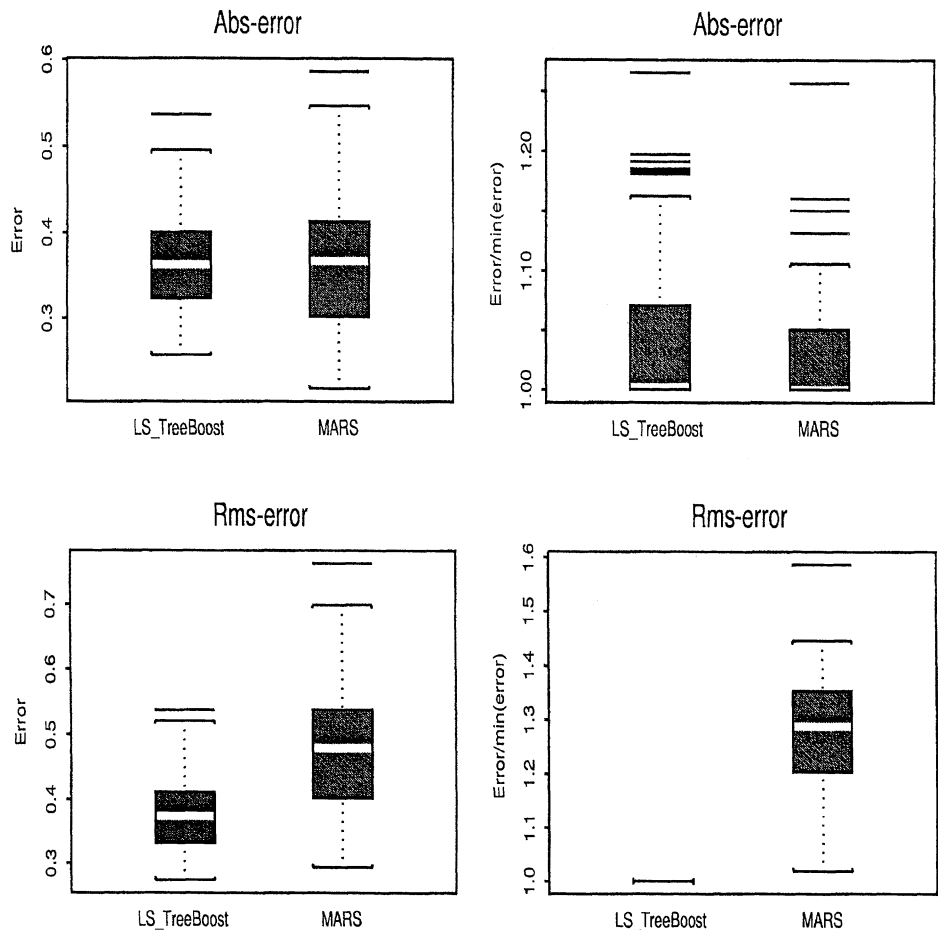 Abs-error
Error
0.6
0.5
0.4
0.3
LS_TreeBoost
MARS
Abs-error
Error/min(error)
1.20
1.10
1.00
LS_TreeBoost
MARS
Rms-error
Error
0.7
0.6
0.5
0.4
0.3
LS_TreeBoost
MARS
Rms-error
Error/min(error)
1.6
1.5
1.4
1.3
1.2
1.1
1.0
LS_TreeBoost
MARS